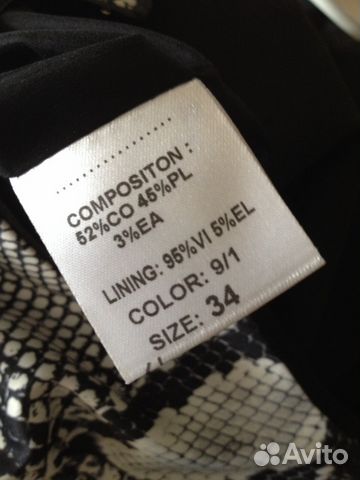 COMPOSITON :
52%CO 45%PL
3%EA
LINING: 95%VI 5%EL
COLOR: 9/1
SIZE: 34
Avito